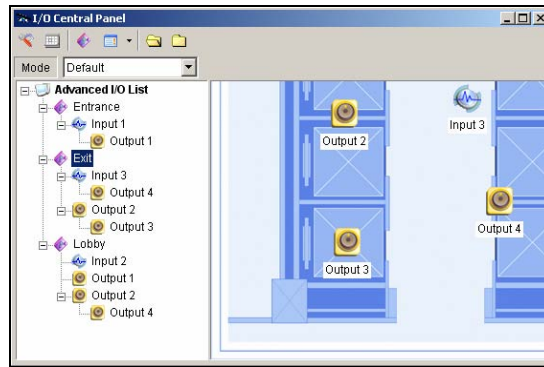 I/O Central Panel
Mode Default
Advanced I/O List
Entrance
Input 1
Output 1
Exit
Input 3
Output 4
Output 2
Output 3
Lobby
Input 2
Output 1
Output 2
Output 4
Output 2
Input 3
Output 4
Output 3